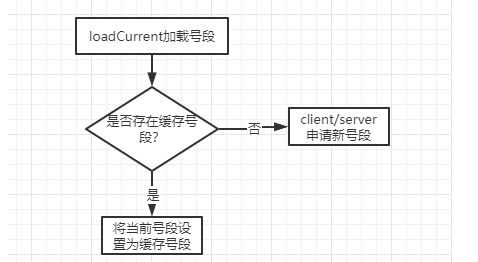 loadCurrent加载号段
是否存在缓存号
段?
否
client/server
申请新号段
是
将当前号段设
置为缓存号段